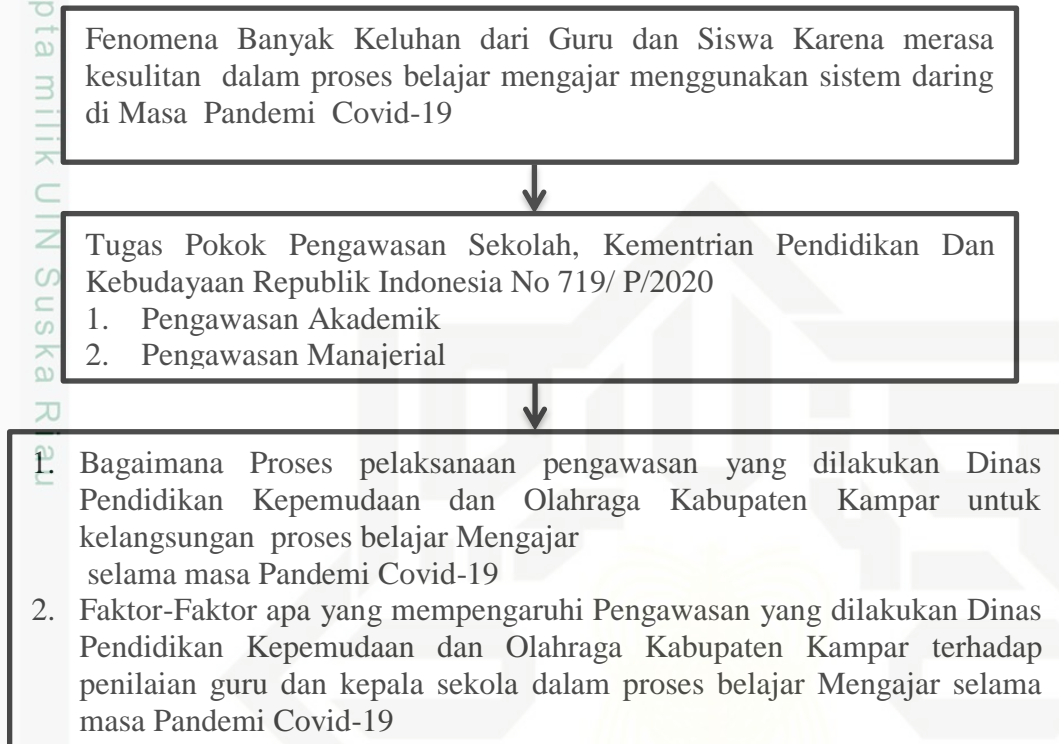 pta milik UIN Suska Riau
Fenomena Banyak Keluhan dari Guru dan Siswa Karena merasa
kesulitan dalam proses belajar mengajar menggunakan sistem daring
di Masa Pandemi Covid-19
Tugas Pokok Pengawasan Sekolah, Kementrian Pendidikan Dan
Kebudayaan Republik Indonesia No 719/ P/2020
1. Pengawasan Akademik
2. Pengawasan Manajerial
1. Bagaimana Proses pelaksanaan pengawasan yang dilakukan Dinas
Pendidikan Kepemudaan dan Olahraga Kabupaten Kampar untuk
kelangsungan proses belajar Mengajar
selama masa Pandemi Covid-19
2. Faktor-Faktor apa yang mempengaruhi Pengawasan yang dilakukan Dinas
Pendidikan Kepemudaan dan Olahraga Kabupaten Kampar terhadap
penilaian guru dan kepala sekola dalam proses belajar Mengajar selama
masa Pandemi Covid-19